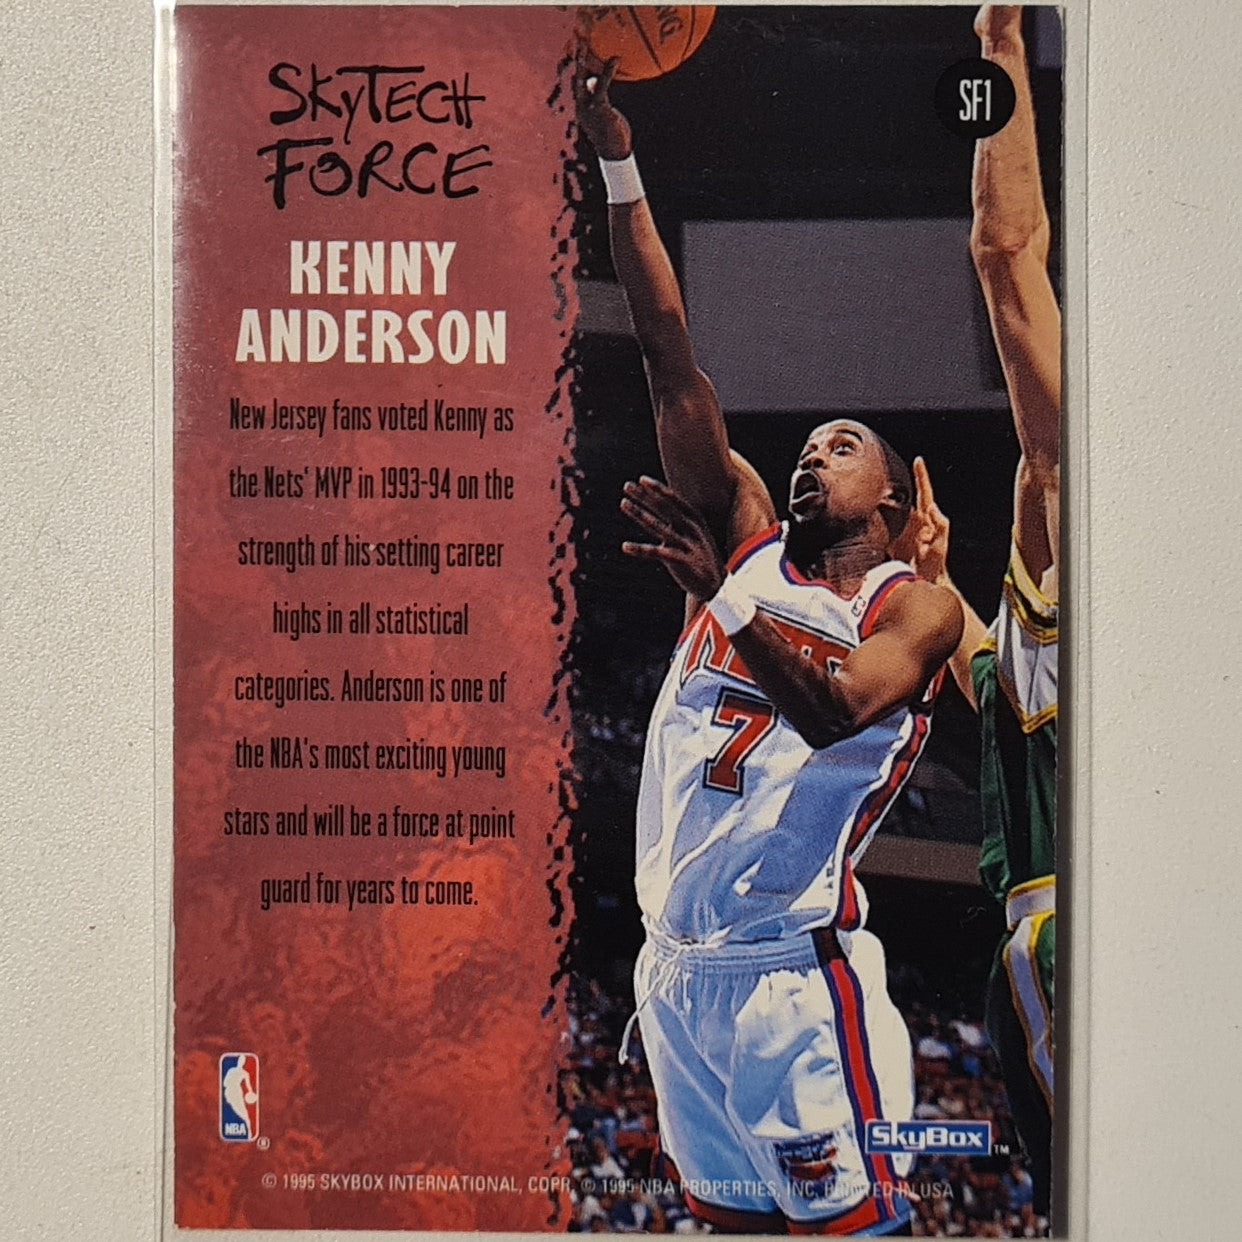 SF1
SKyTECH
FORCE
KENNY
ANDERSON
New Jersey fans voted Kenny as
the Nets' MVP in 1993-94 on the
strength of his setting career
highs in all statistical
categories. Anderson is one of
the NBA's most exciting young
stars and will be a force at point
guard for years to come.
NETS
7
NBA
®
SkyBox™
© 1995 SKYBOX INTERNATIONAL, COPR. © 1995 NBA PROPERTIES, INC. PRINTED IN USA